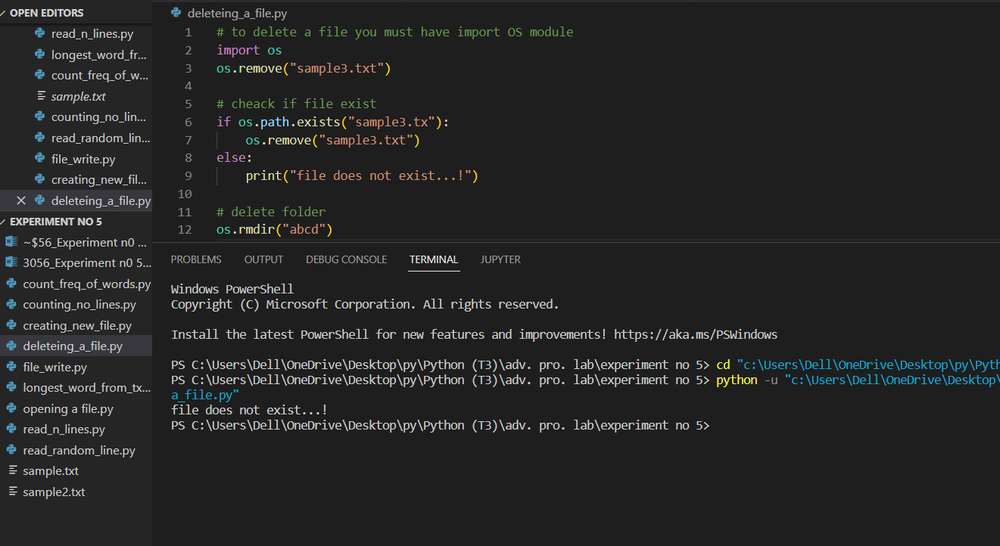 OPEN EDITORS
read_n_lines.py
longest_word_fr...
count_freq_of_w...
sample.txt
counting_no_lin...
read_random_lin...
file_write.py
creating_new_fil...
deleteing_a_file.py
EXPERIMENT NO 5
~$56_Experiment n0 ...
3056_Experiment n0 5...
count_freq_of_words.py
counting_no_lines.py
creating_new_file.py
deleteing_a_file.py
file_write.py
longest_word_from_tx...
opening a file.py
read_n_lines.py
read_random_line.py
sample.txt
sample2.txt
deleteing_a_file.py
1 # to delete a file you must have import OS module
2 import os
3 os.remove("sample3.txt")
4
5 # cheack if file exist
6 if os.path.exists("sample3.tx"):
7 os.remove("sample3.txt")
8 else:
9 print("file does not exist...!")
10
11 # delete folder
12 os.rmdir("abcd")
PROBLEMS OUTPUT DEBUG CONSOLE TERMINAL JUPYTER
Windows PowerShell
Copyright (C) Microsoft Corporation. All rights reserved.
Install the latest PowerShell for new features and improvements! https://aka.ms/PSWindows
PS C:\Users\Dell\OneDrive\Desktop\py\Python (T3)\adv. pro. lab\experiment no 5> cd "c:\Users\Dell\OneDrive\Desktop\py\Pyth
PS C:\Users\Dell\OneDrive\Desktop\py\Python (T3)\adv. pro. lab\experiment no 5> python -u "c:\Users\Dell\OneDrive\Desktop\
a_file.py"
file does not exist...!
PS C:\Users\Dell\OneDrive\Desktop\py\Python (T3)\adv. pro. lab\experiment no 5>